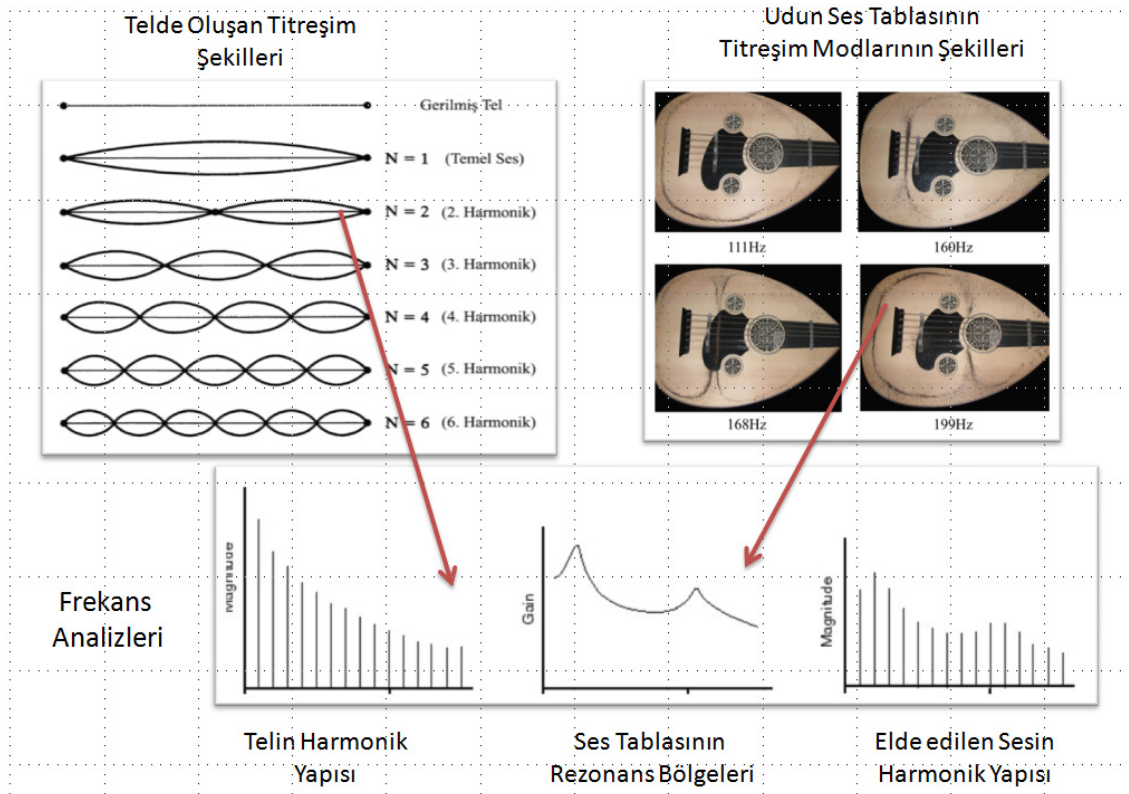 Telde Oluşan Titreşim
Şekilleri
Udun Ses Tablasının
Titreşim Modlarının Şekilleri
Gerilmiş Tel
N = 1 (Temel Ses)
N = 2 (2. Harmonik)
N = 3 (3. Harmonik)
N = 4 (4. Harmonik)
N = 5 (5. Harmonik)
N = 6 (6. Harmonik)
111Hz
160Hz
168Hz
199Hz
Frekans
Analizleri
Magnitude
Gain
Magnitude
Telin Harmonik
Yapısı
Ses Tablasının
Rezonans Bölgeleri
Elde edilen Sesin
Harmonik Yapısı